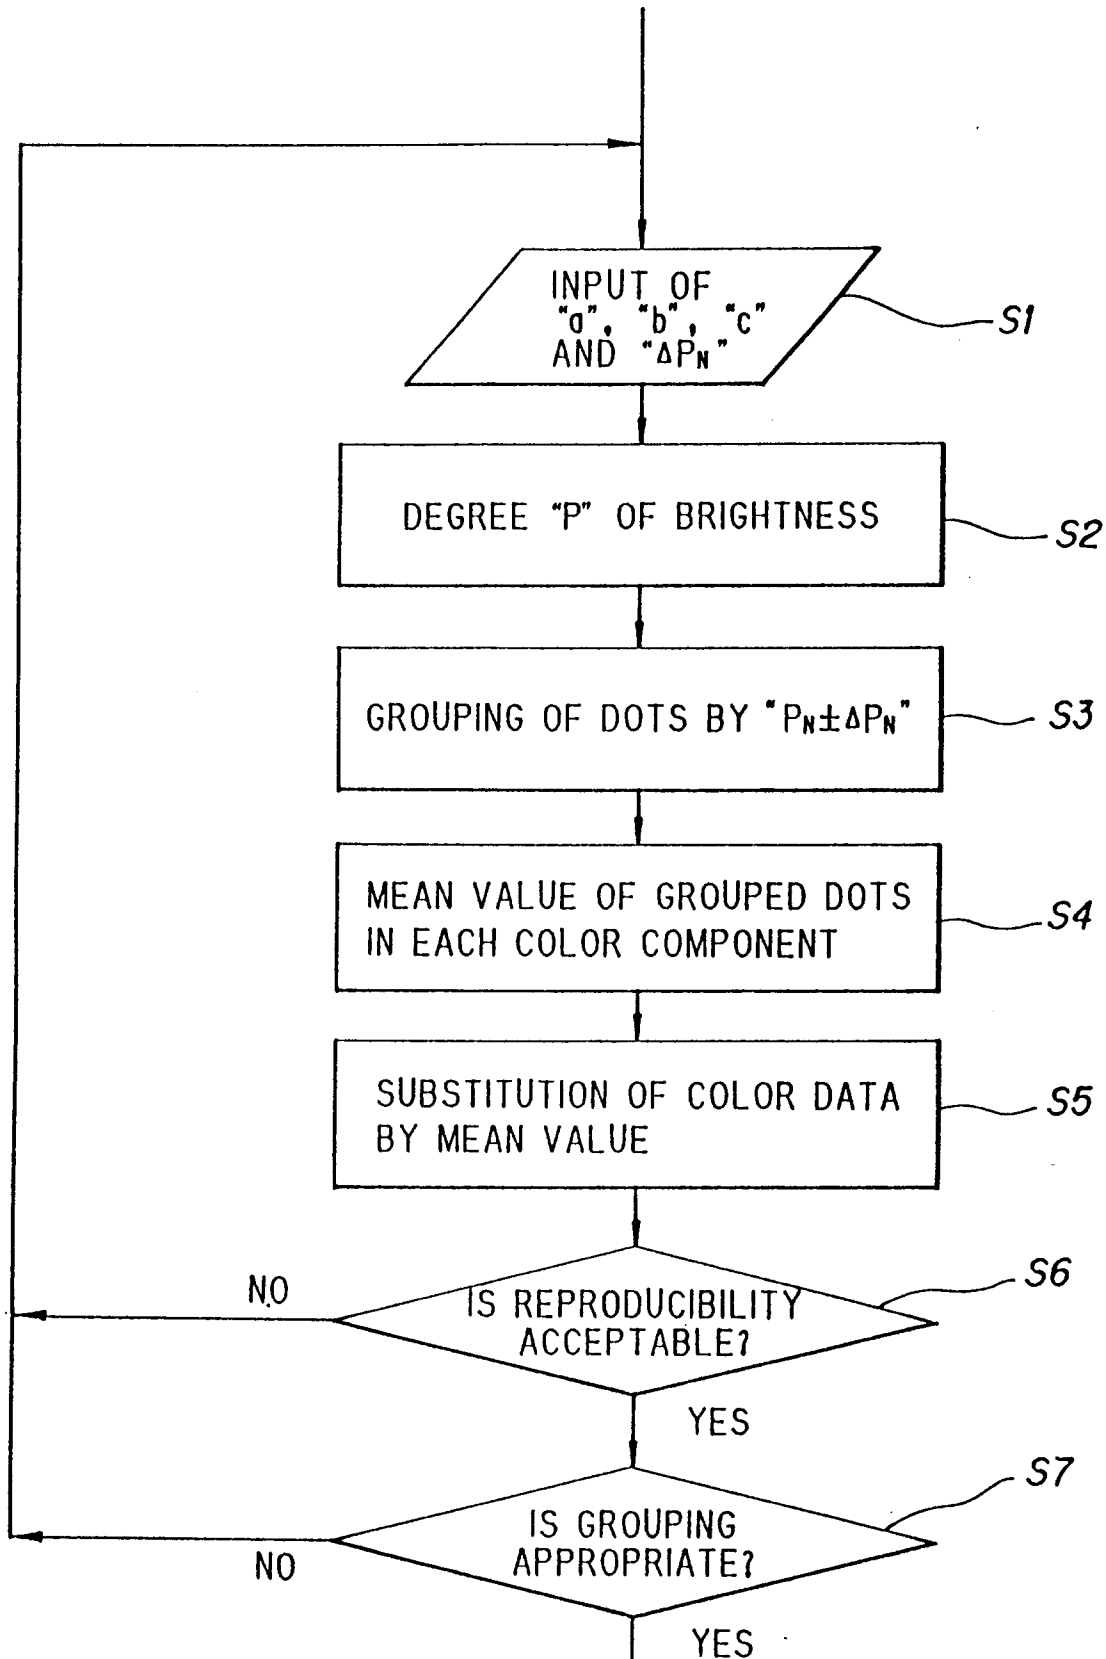 INPUT OF
"a", "b", "c"
AND "ΔPN"
S1
DEGREE "P" OF BRIGHTNESS
S2
GROUPING OF DOTS BY "PN±ΔPN"
S3
MEAN VALUE OF GROUPED DOTS
IN EACH COLOR COMPONENT
S4
SUBSTITUTION OF COLOR DATA
BY MEAN VALUE
S5
NO
IS REPRODUCIBILITY
ACCEPTABLE?
S6
YES
IS GROUPING
APPROPRIATE?
S7
NO
YES